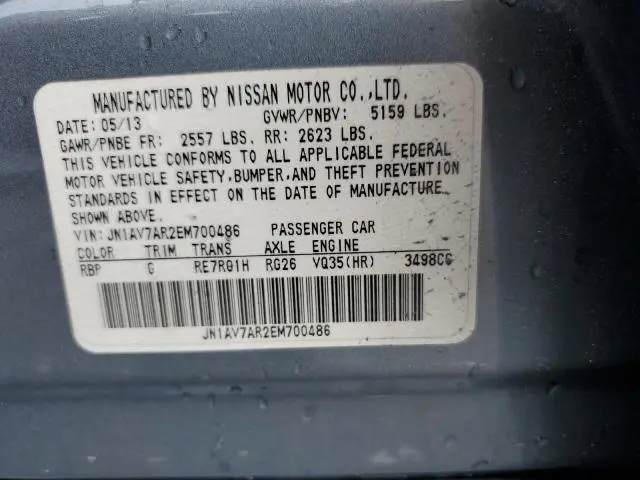 MANUFACTURED BY NISSAN MOTOR CO.,LTD.
DATE: 05/13 GVWR/PNBV: 5159 LBS.
GAWR/PNBE FR: 2557 LBS. RR: 2623 LBS.
THIS VEHICLE CONFORMS TO ALL APPLICABLE FEDERAL
MOTOR VEHICLE SAFETY,BUMPER,AND THEFT PREVENTION
STANDARDS IN EFFECT ON THE DATE OF MANUFACTURE
SHOWN ABOVE.
VIN: JN1AV7AR2EM700486 PASSENGER CAR
COLOR TRIM TRANS AXLE ENGINE
RBP G RE7R01H RG26 VQ35(HR) 3498CC
JN1AV7AR2EM700486